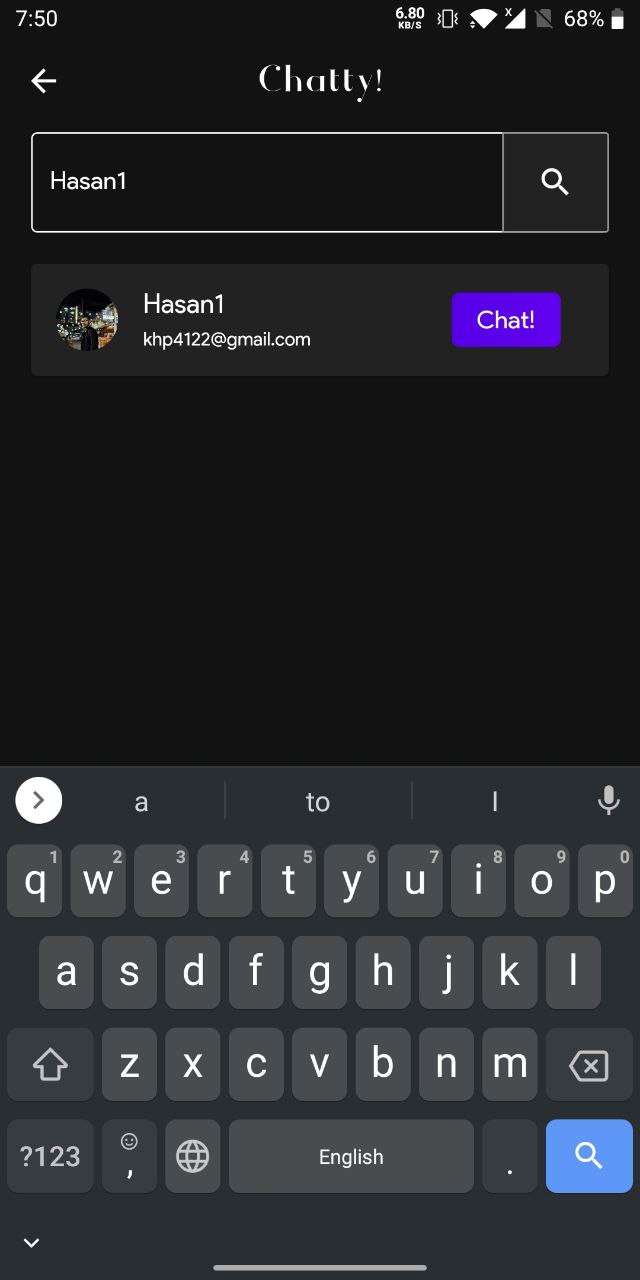 7:50 6.80 KB/S X 68%
Chatty!
Hasan1
Hasan1
khp4122@gmail.com
Chat!
a to I
1 2 3 4 5 6 7 8 9 0
q w e r t y u i o p
a s d f g h j k l
z x c v b n m
?123 , English .